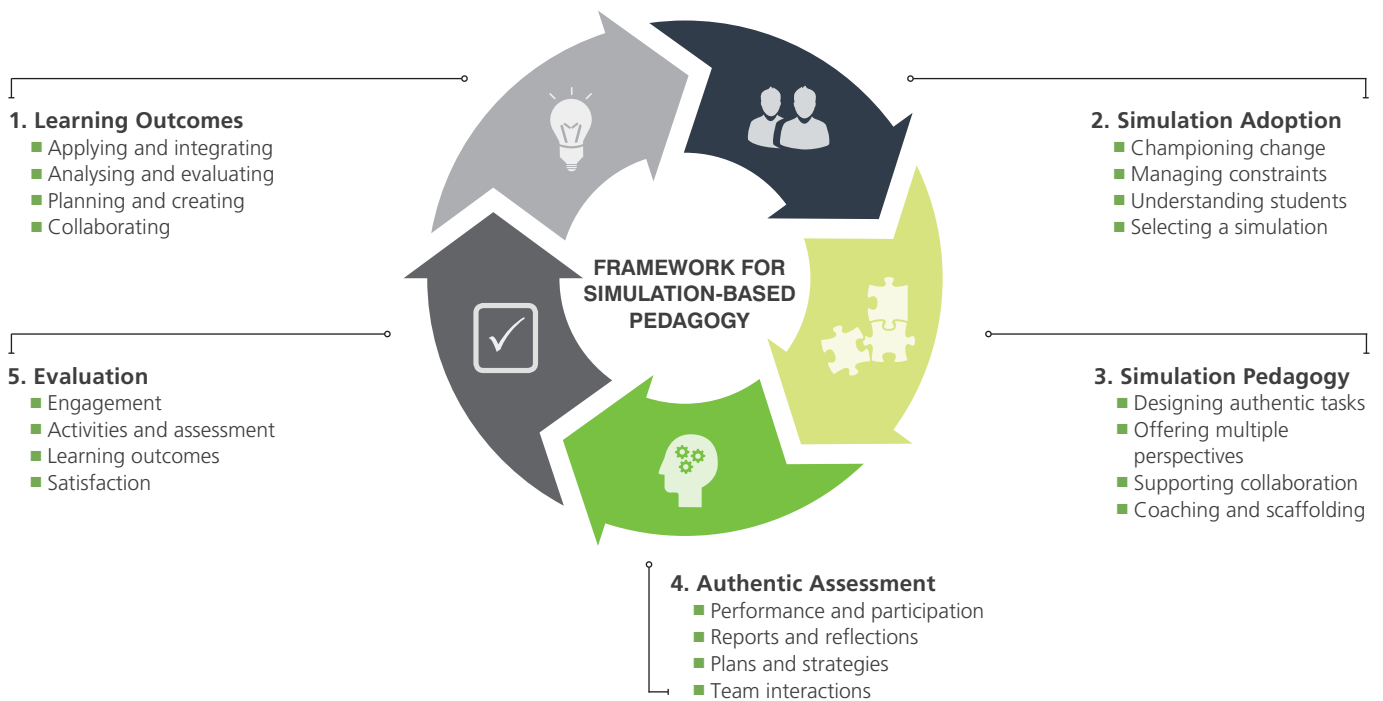 1. Learning Outcomes
Applying and integrating
Analysing and evaluating
Planning and creating
Collaborating
2. Simulation Adoption
Championing change
Managing constraints
Understanding students
Selecting a simulation
FRAMEWORK FOR
SIMULATION-BASED
PEDAGOGY
3. Simulation Pedagogy
Designing authentic tasks
Offering multiple
perspectives
Supporting collaboration
Coaching and scaffolding
4. Authentic Assessment
Performance and participation
Reports and reflections
Plans and strategies
Team interactions
5. Evaluation
Engagement
Activities and assessment
Learning outcomes
Satisfaction